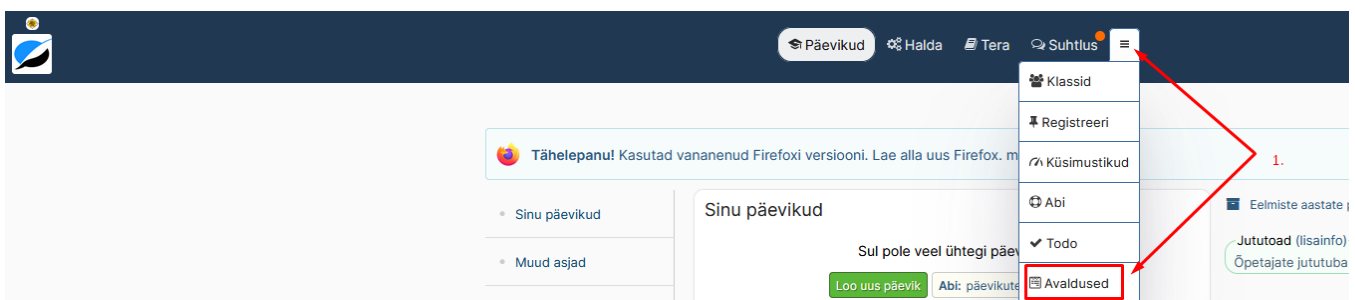 Päevikud Halda Tera Suhtlus
Klassid
Registreeri
Küsimustikud
Abi
Todo
Avaldused
1.
Tähelepanu! Kasutad vananenud Firefoxi versiooni. Lae alla uus Firefox.
Sinu päevikud
Muud asjad
Sinu päevikud
Sul pole veel ühtegi
Loo uus päevik Abi:
Eelmiste aastate
Jututoad (lisainfo)
Õpetajate jututuba